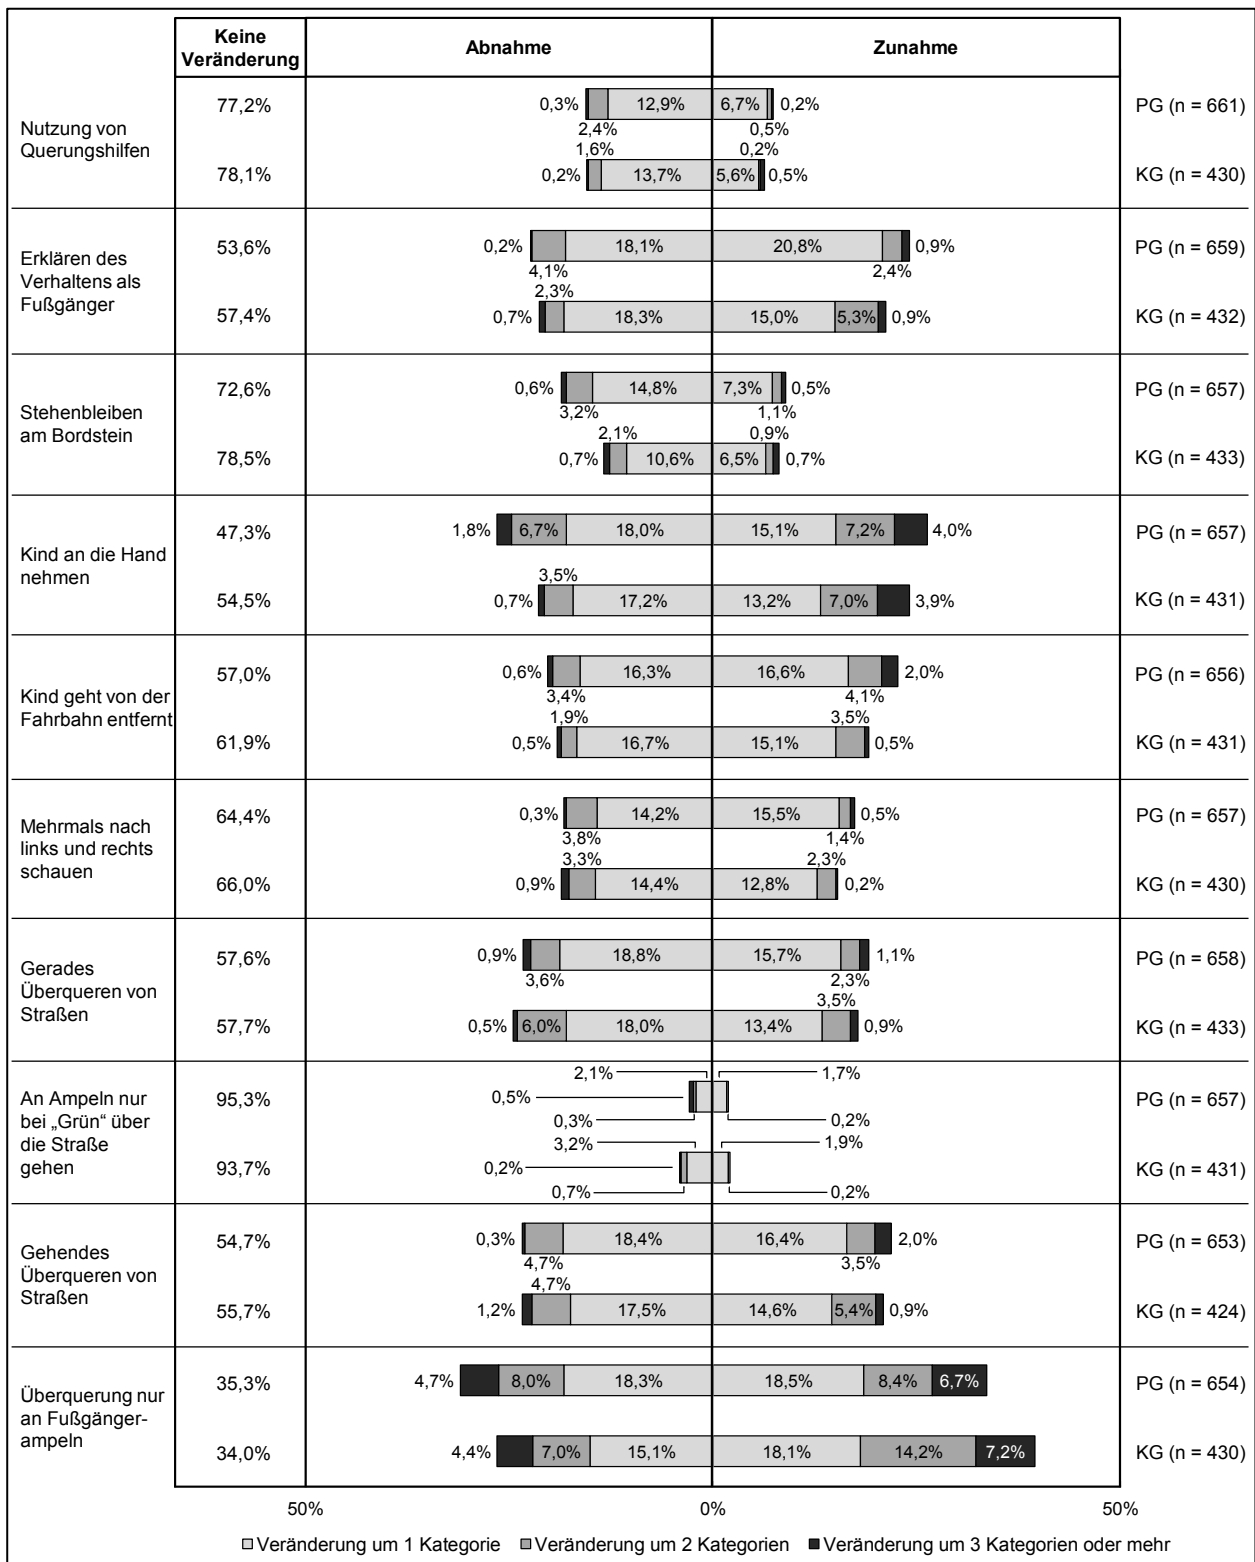 Keine
Veränderung
Abnahme
Zunahme
Nutzung von
Querungshilfen
77,2%
0,3%
12,9%
6,7%
0,2%
PG (n = 661)
2,4%
0,5%
1,6%
0,2%
78,1%
0,2%
13,7%
5,6%
0,5%
KG (n = 430)
Erklären des
Verhaltens als
Fußgänger
53,6%
0,2%
18,1%
20,8%
0,9%
PG (n = 659)
4,1%
2,4%
2,3%
57,4%
0,7%
18,3%
15,0%
5,3%
0,9%
KG (n = 432)
Stehenbleiben
am Bordstein
72,6%
0,6%
14,8%
7,3%
0,5%
PG (n = 657)
3,2%
1,1%
2,1%
0,9%
78,5%
0,7%
10,6%
6,5%
0,7%
KG (n = 433)
Kind an die Hand
nehmen
47,3%
1,8%
6,7%
18,0%
15,1%
7,2%
4,0%
PG (n = 657)
3,5%
54,5%
0,7%
17,2%
13,2%
7,0%
3,9%
KG (n = 431)
Kind geht von der
Fahrbahn entfernt
57,0%
0,6%
16,3%
16,6%
2,0%
PG (n = 656)
3,4%
4,1%
1,9%
3,5%
61,9%
0,5%
16,7%
15,1%
0,5%
KG (n = 431)
Mehrmals nach
links und rechts
schauen
64,4%
0,3%
14,2%
15,5%
0,5%
PG (n = 657)
3,8%
1,4%
3,3%
2,3%
66,0%
0,9%
14,4%
12,8%
0,2%
KG (n = 430)
Gerades
Überqueren von
Straßen
57,6%
0,9%
18,8%
15,7%
1,1%
PG (n = 658)
3,6%
2,3%
3,5%
57,7%
0,5%
6,0%
18,0%
13,4%
0,9%
KG (n = 433)
An Ampeln nur
bei „Grün“ über
die Straße
gehen
2,1%
1,7%
95,3%
0,5%
PG (n = 657)
0,3%
0,2%
3,2%
1,9%
93,7%
0,2%
KG (n = 431)
0,7%
0,2%
Gehendes
Überqueren von
Straßen
54,7%
0,3%
18,4%
16,4%
2,0%
PG (n = 653)
4,7%
3,5%
4,7%
55,7%
1,2%
17,5%
14,6%
5,4%
0,9%
KG (n = 424)
Überquerung nur
an Fußgänger-
ampeln
35,3%
4,7%
8,0%
18,3%
18,5%
8,4%
6,7%
PG (n = 654)
34,0%
4,4%
7,0%
15,1%
18,1%
14,2%
7,2%
KG (n = 430)
50%
0%
50%
Veränderung um 1 Kategorie
Veränderung um 2 Kategorien
Veränderung um 3 Kategorien oder mehr